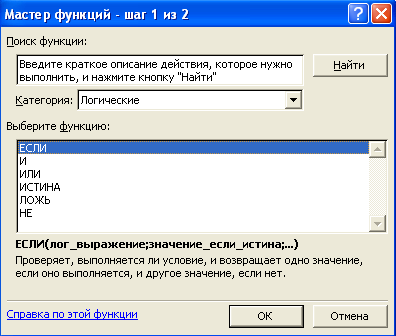 Мастер функций - шаг 1 из 2
Поиск функции:
Введите краткое описание действия, которое нужно
выполнить, и нажмите кнопку "Найти"
Найти
Категория: Логические
Выберите функцию:
ЕСЛИ
И
ИЛИ
ИСТИНА
ЛОЖЬ
НЕ
ЕСЛИ(лог_выражение;значение_если_истина;...)
Проверяет, выполняется ли условие, и возвращает одно значение,
если оно выполняется, и другое значение, если нет.
Справка по этой функции
ОК
Отмена